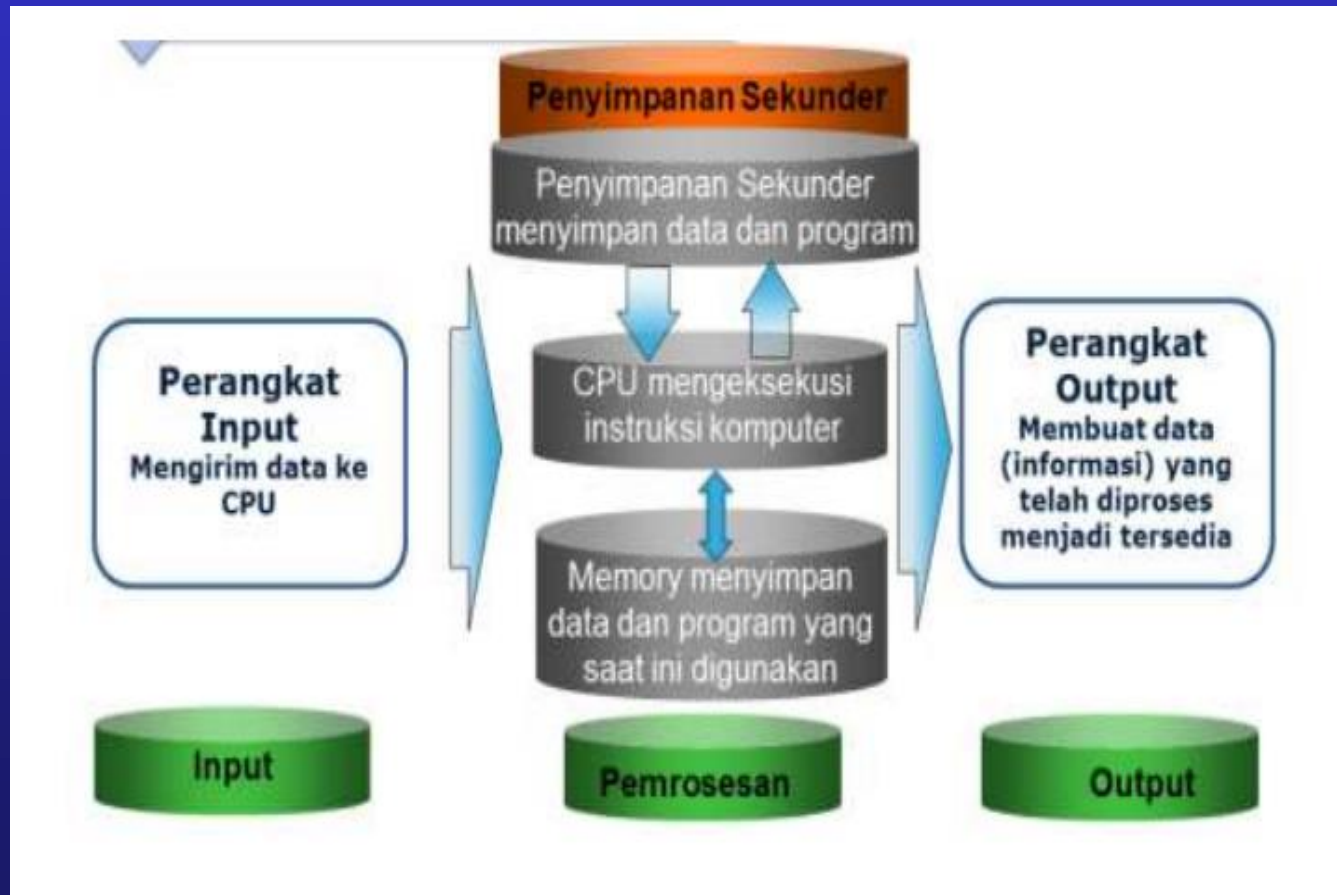 Penyimpanan Sekunder
Penyimpanan Sekunder
menyimpan data dan program
Perangkat
Input
Mengirim data ke
CPU
CPU mengeksekusi
instruksi komputer
Memory menyimpan
data dan program yang
saat ini digunakan
Perangkat
Output
Membuat data
(informasi) yang
telah diproses
menjadi tersedia
Input
Pemrosesan
Output